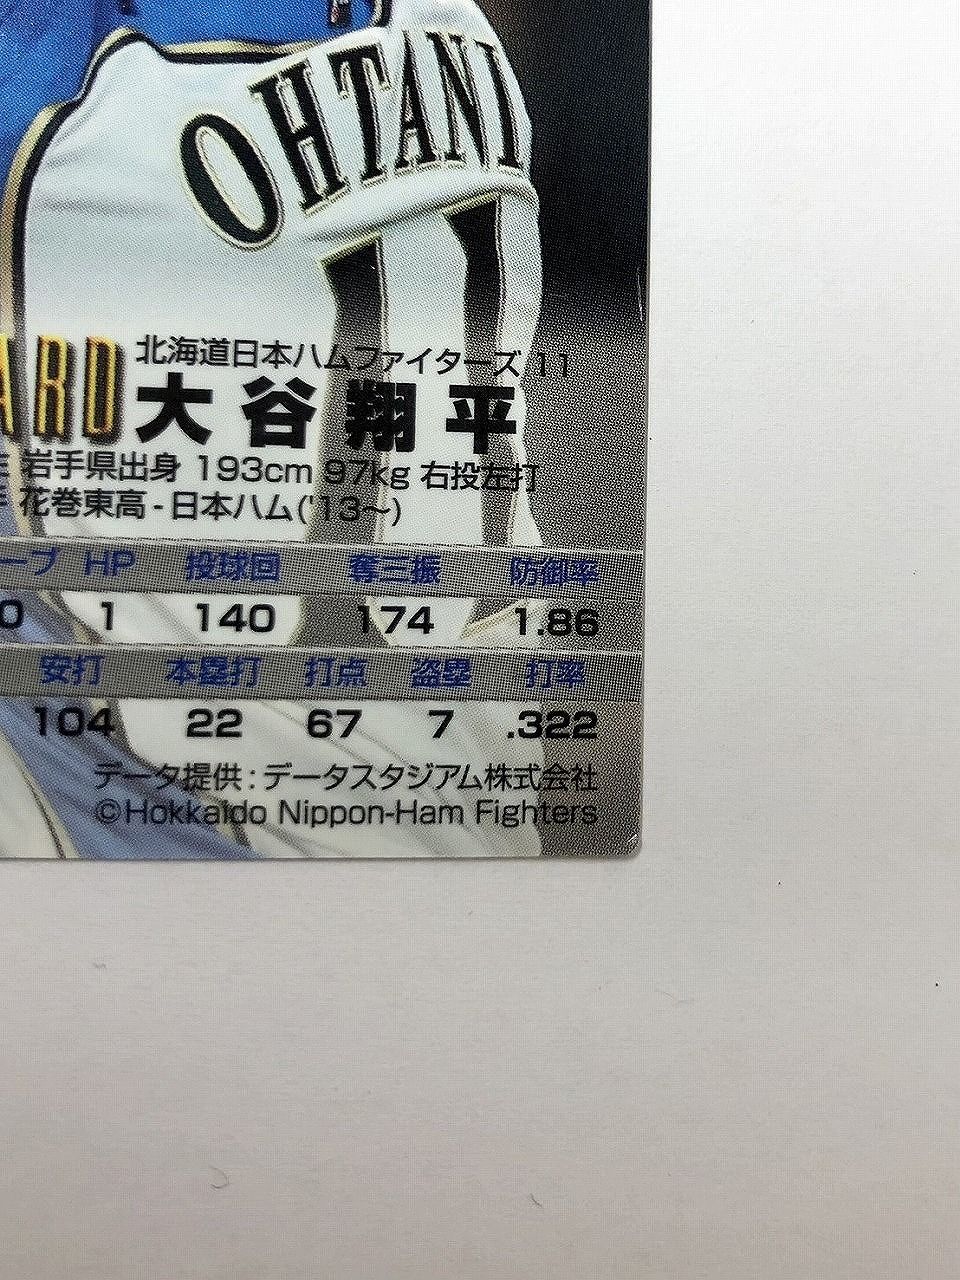 OHTANI
ARD
北海道日本ハムファイターズ 11
大谷翔平
岩手県出身 193cm 97kg 右投左打
花巻東高-日本ハム('13〜)
ーブ HP 投球回 奪三振 防御率
0 1 140 174 1.86
安打 本塁打 打点 盗塁 打率
104 22 67 7 .322
データ提供:データスタジアム株式会社
©Hokkaido Nippon-Ham Fighters